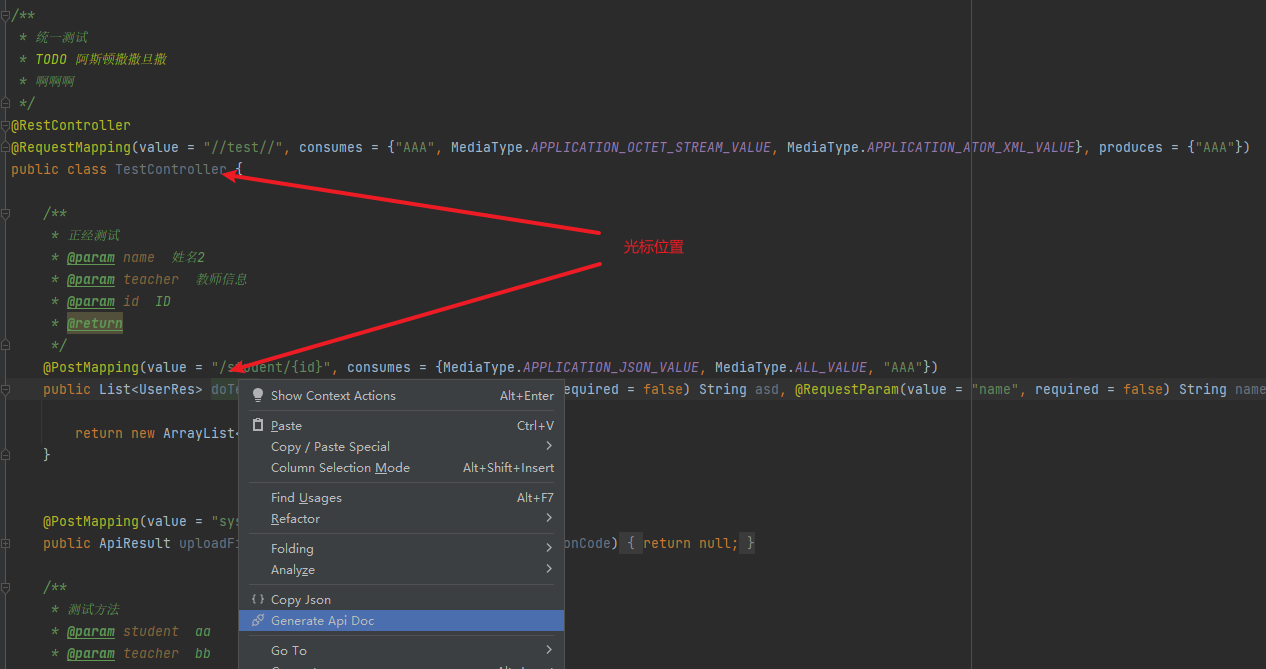 /**
* 统一测试
* TODO 阿斯顿撒撒旦撒
* 啊啊啊
*/
@RestController
@RequestMapping(value = "//test//", consumes = {"AAA", MediaType.APPLICATION_OCTET_STREAM_VALUE, MediaType.APPLICATION_ATOM_XML_VALUE}, produces = {"AAA"})
public class TestController {
/**
* 正经测试
光标位置
* @param name 姓名2
* @param teacher 教师信息
* @param id ID
* @return
*/
@PostMapping(value = "/student/{id}", consumes = {MediaType.APPLICATION_JSON_VALUE, MediaType.ALL_VALUE, "AAA"})
public List<UserRes> doTe equired = false) String asd, @RequestParam(value = "name", required = false) String name
Show Context Actions Alt+Enter
Paste Ctrl+V
return new ArrayList<
Copy / Paste Special
}
Column Selection Mode Alt+Shift+Insert
Find Usages Alt+F7
@PostMapping(value = "sys
Refactor
public ApiResult uploadFi onCode) { return null; }
Folding
Analyze
/**
Copy Json
* 测试方法
Generate Api Doc
* @param student aa
* @param teacher bb
Go To